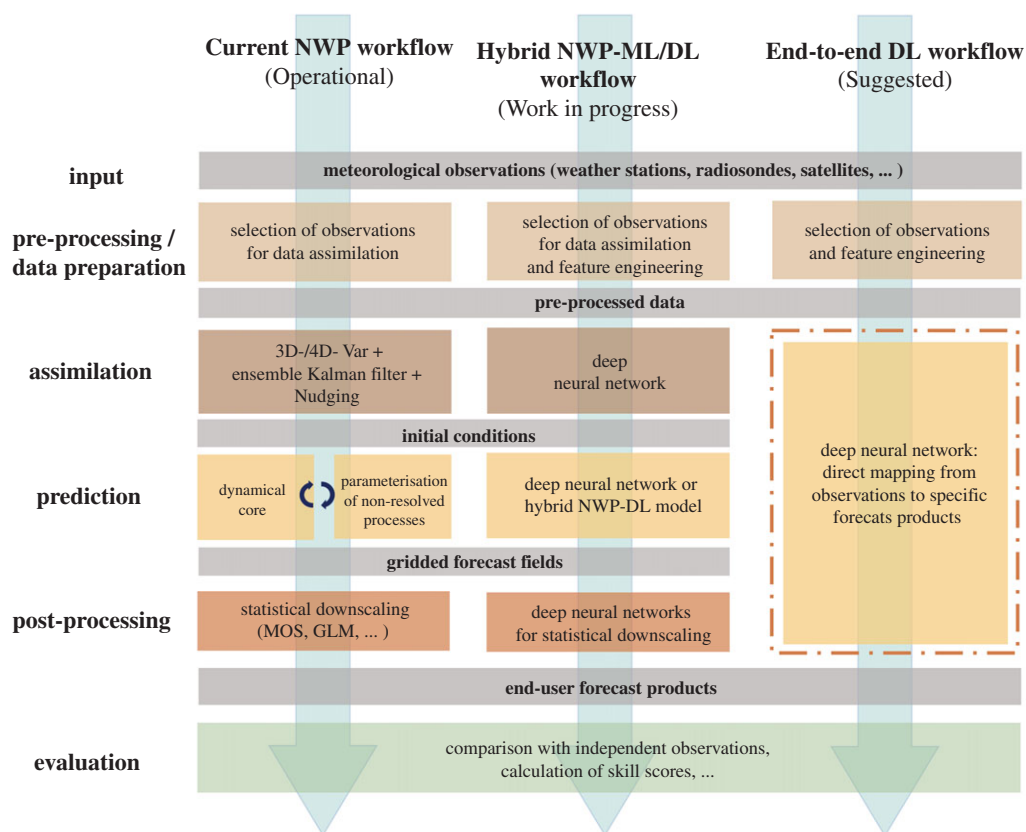 Current NWP workflow
(Operational)
Hybrid NWP-ML/DL
workflow
(Work in progress)
End-to-end DL workflow
(Suggested)
input
meteorological observations (weather stations, radiosondes, satellites, ... )
pre-processing /
data preparation
selection of observations
for data assimilation
selection of observations
for data assimilation
and feature engineering
selection of observations
and feature engineering
pre-processed data
assimilation
3D-/4D- Var +
ensemble Kalman filter +
Nudging
deep
neural network
initial conditions
prediction
dynamical
core
parameterisation
of non-resolved
processes
deep neural network or
hybrid NWP-DL model
deep neural network:
direct mapping from
observations to specific
forecats products
gridded forecast fields
post-processing
statistical downscaling
(MOS, GLM, ... )
deep neural networks
for statistical downscaling
end-user forecast products
evaluation
comparison with independent observations,
calculation of skill scores, ...